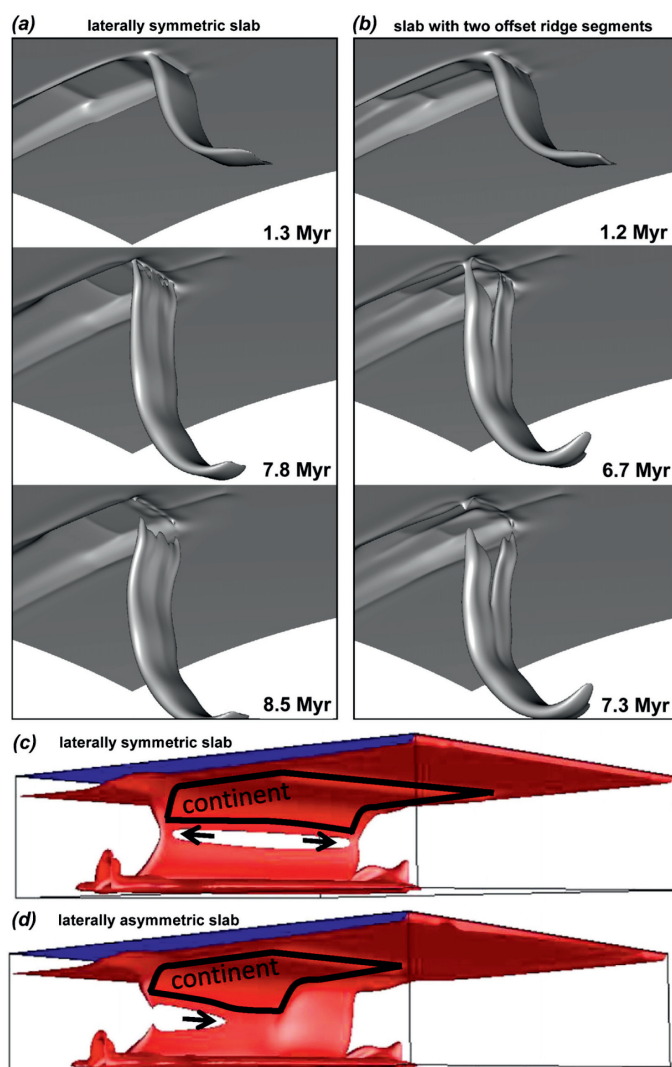 (a) laterally symmetric slab
(b) slab with two offset ridge segments
1.3 Myr
1.2 Myr
7.8 Myr
6.7 Myr
8.5 Myr
7.3 Myr
(c) laterally symmetric slab
continent
(d) laterally asymmetric slab
continent